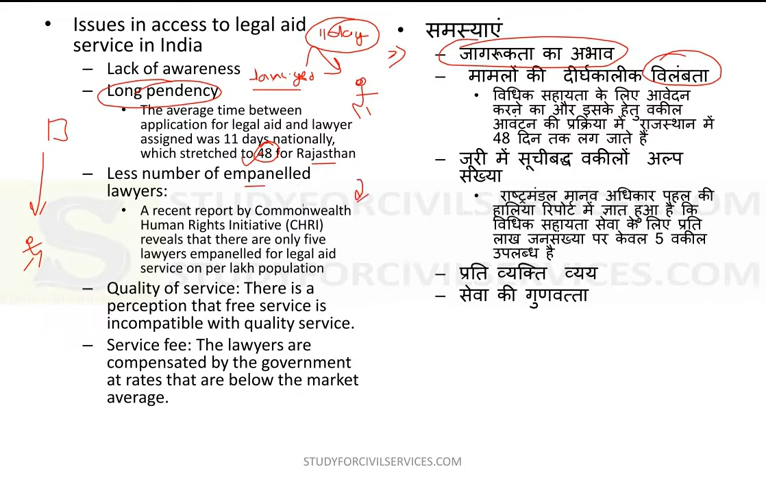 Issues in access to legal aid
service in India
– Lack of awareness
– Long pendency
• The average time between
application for legal aid and lawyer
assigned was 11 days nationally,
which stretched to 48 for Rajasthan
– Less number of empanelled
lawyers:
• A recent report by Commonwealth
Human Rights Initiative (CHRI)
reveals that there are only five
lawyers empanelled for legal aid
service on per lakh population
– Quality of service: There is a
perception that free service is
incompatible with quality service.
– Service fee: The lawyers are
compensated by the government
at rates that are below the market
average.
11 day
• समस्याएं
– जागरूकता का अभाव
– मामलों की दीर्घकालीक विलंबता
• विधिक सहायता के लिए आवेदन
करने का और इसके हेतु वकील
आवटन की प्रक्रिया में राजस्थान में
48 दिन तक लग जाते हैं
– जूरी में सूचीबद्ध वकीलों अल्प
संख्या
• राष्ट्रमंडल मानव अधिकार पहल की
हालिया रिपोर्ट में ज्ञात हुआ है कि
विधिक सहायता सेवा के लिए प्रति
लाख जनसंख्या पर केवल 5 वकील
उपलब्ध है
– प्रति व्यक्ति व्यय
– सेवा की गुणवत्ता
STUDYFORCIVILSERVICES.COM
STUDYFORCIVILSERVICES.COM